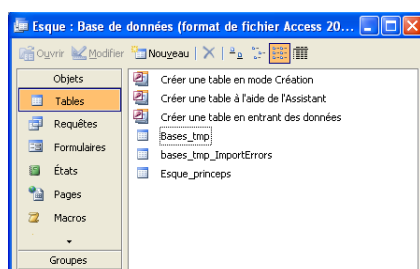 Esque : Base de données (format de fichier Access 20...
Ouvrir Modifier Nouveau
Objets
Tables
Requêtes
Formulaires
États
Pages
Macros
Groupes
Créer une table en mode Création
Créer une table à l'aide de l'Assistant
Créer une table en entrant des données
Bases_tmp
bases_tmp_ImportErrors
Esque_princeps